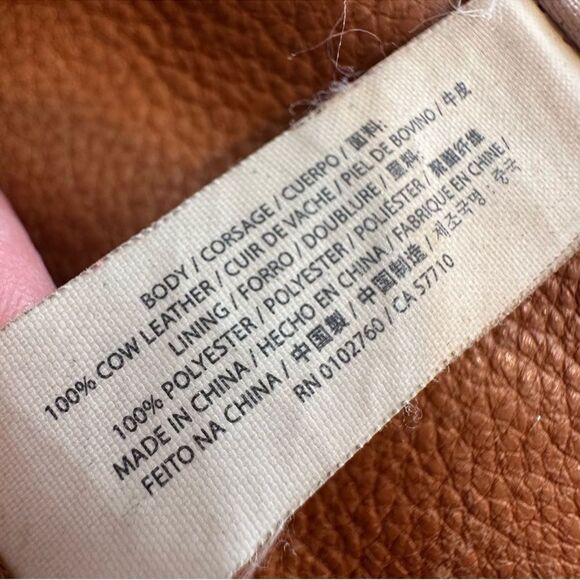 BODY / CORSAGE / CUERPO / 面料:
100% COW LEATHER / CUIR DE VACHE / PIEL DE BOVINO / 牛皮
LINING / FORRO / DOUBLURE / 里料:
100% POLYESTER / POLYESTER / POLIÉSTER / 聚酯纤维
MADE IN CHINA / HECHO EN CHINA / FABRIQUE EN CHINE /
FEITO NA CHINA / 中国製 / 中国制造 / 제조국명 : 중국
RN 0102760 / CA 57710